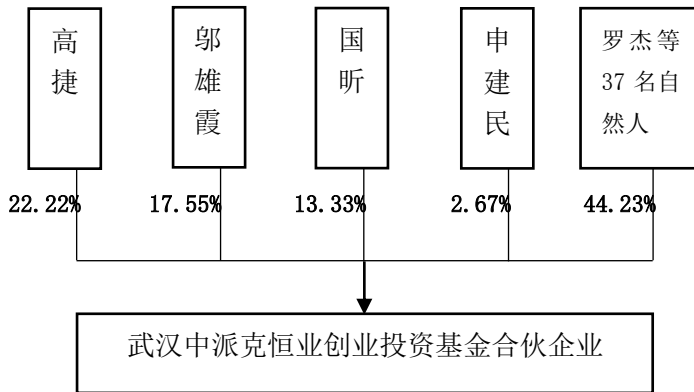 高捷
邬雄霞
国昕
申建民
罗杰等
37 名自
然人
22.22%
17.55%
13.33%
2.67%
44.23%
武汉中派克恒业创业投资基金合伙企业